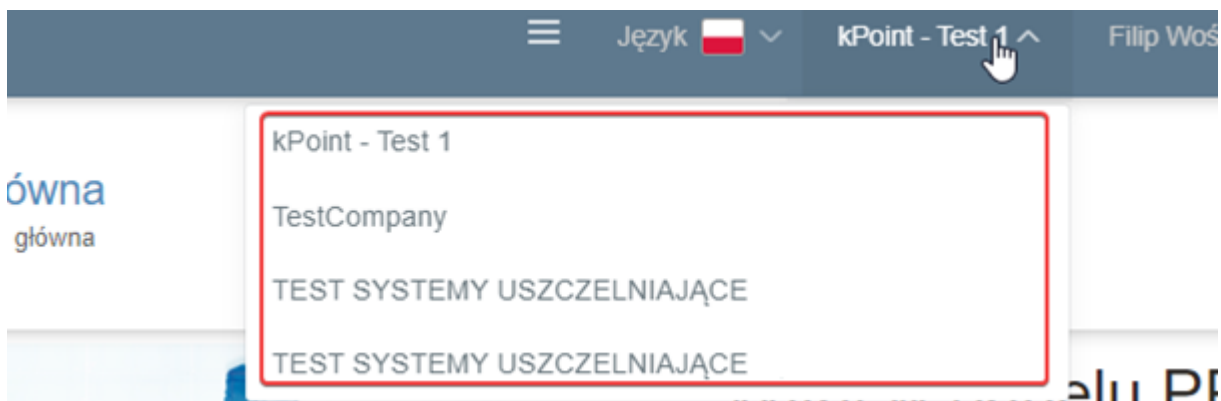 Język kPoint - Test 1 Filip Woś
kPoint - Test 1
ówna
TestCompany
główna
TEST SYSTEMY USZCZELNIAJĄCE
TEST SYSTEMY USZCZELNIAJĄCE